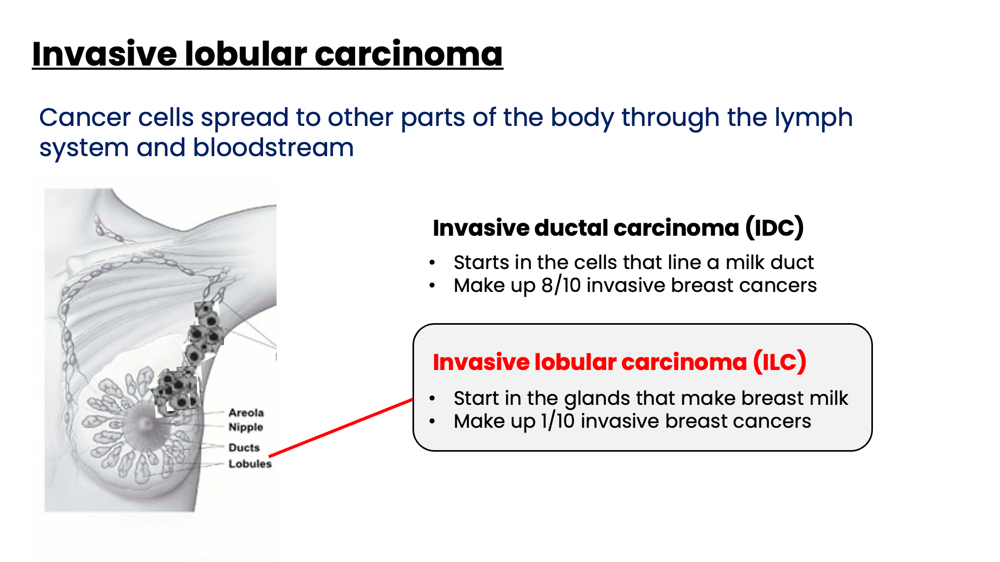 Invasive lobular carcinoma
Cancer cells spread to other parts of the body through the lymph
system and bloodstream
Invasive ductal carcinoma (IDC)
• Starts in the cells that line a milk duct
• Make up 8/10 invasive breast cancers
Invasive lobular carcinoma (ILC)
• Start in the glands that make breast milk
• Make up 1/10 invasive breast cancers
Areola
Nipple
Ducts
Lobules